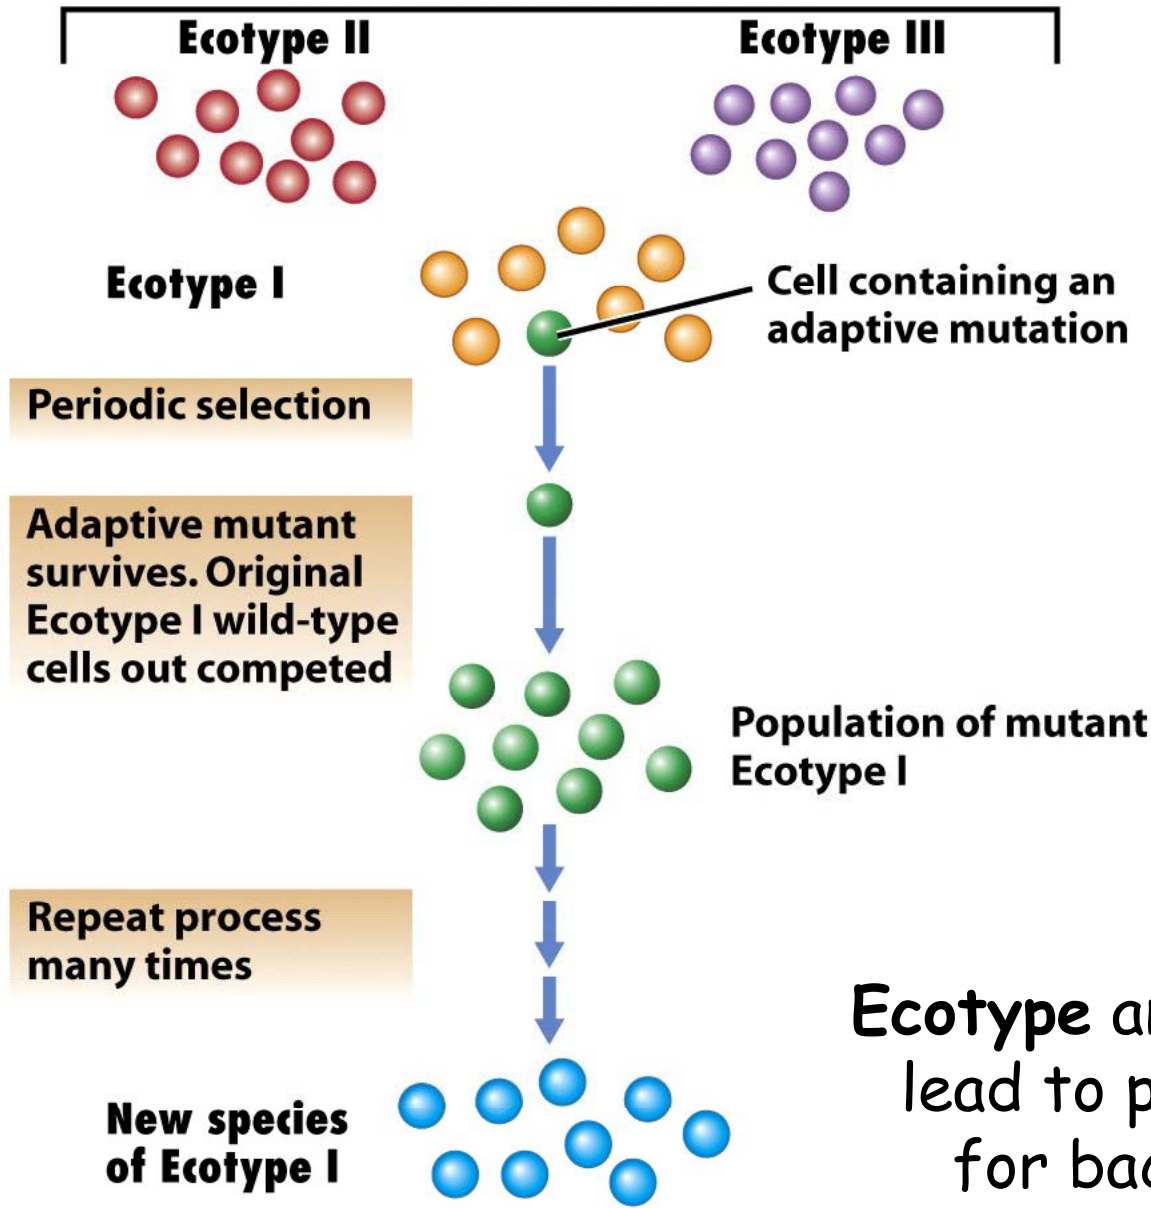 Ecotype II
Ecotype III
Ecotype I
Cell containing an
adaptive mutation
Periodic selection
Adaptive mutant
survives. Original
Ecotype I wild-type
cells out competed
Population of mutant
Ecotype I
Repeat process
many times
Ecotype
lead to
for
New species
of Ecotype I